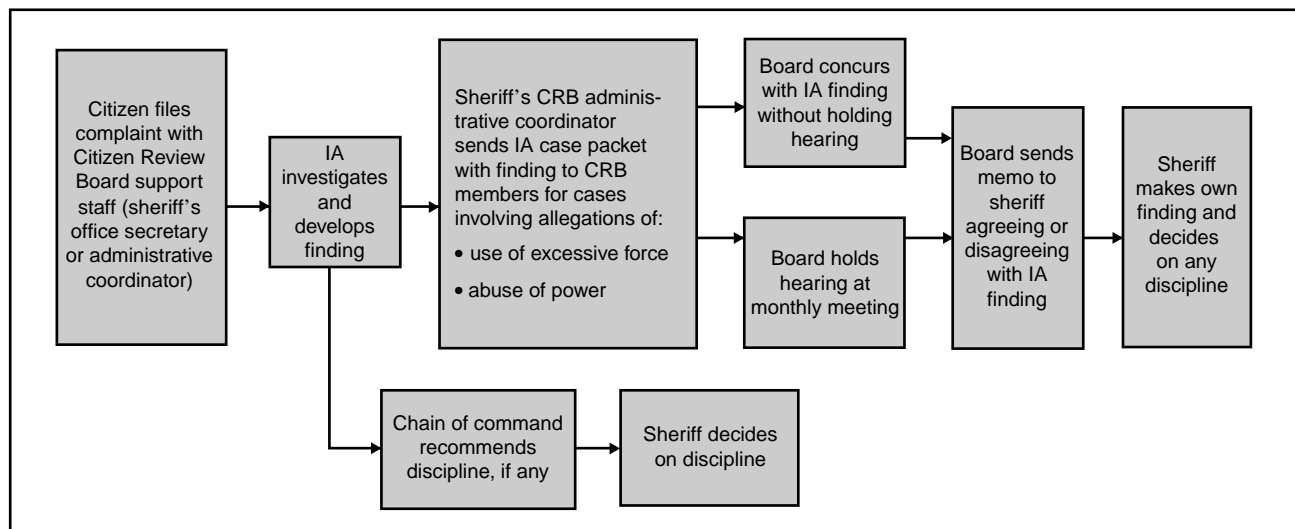 Citizen files
complaint with
Citizen Review
Board support
staff (sheriff’s
office secretary
or administrative
coordinator)
IA
investigates
and
develops
finding
Sheriff’s CRB adminis-
trative coordinator
sends IA case packet
with finding to CRB
members for cases
involving allegations of:
• use of excessive force
• abuse of power
Board concurs
with IA finding
without holding
hearing
Board holds
hearing at
monthly meeting
Board sends
memo to
sheriff
agreeing or
disagreeing
with IA
finding
Sheriff
makes own
finding and
decides
on any
discipline
Chain of command
recommends
discipline, if any
Sheriff decides
on discipline